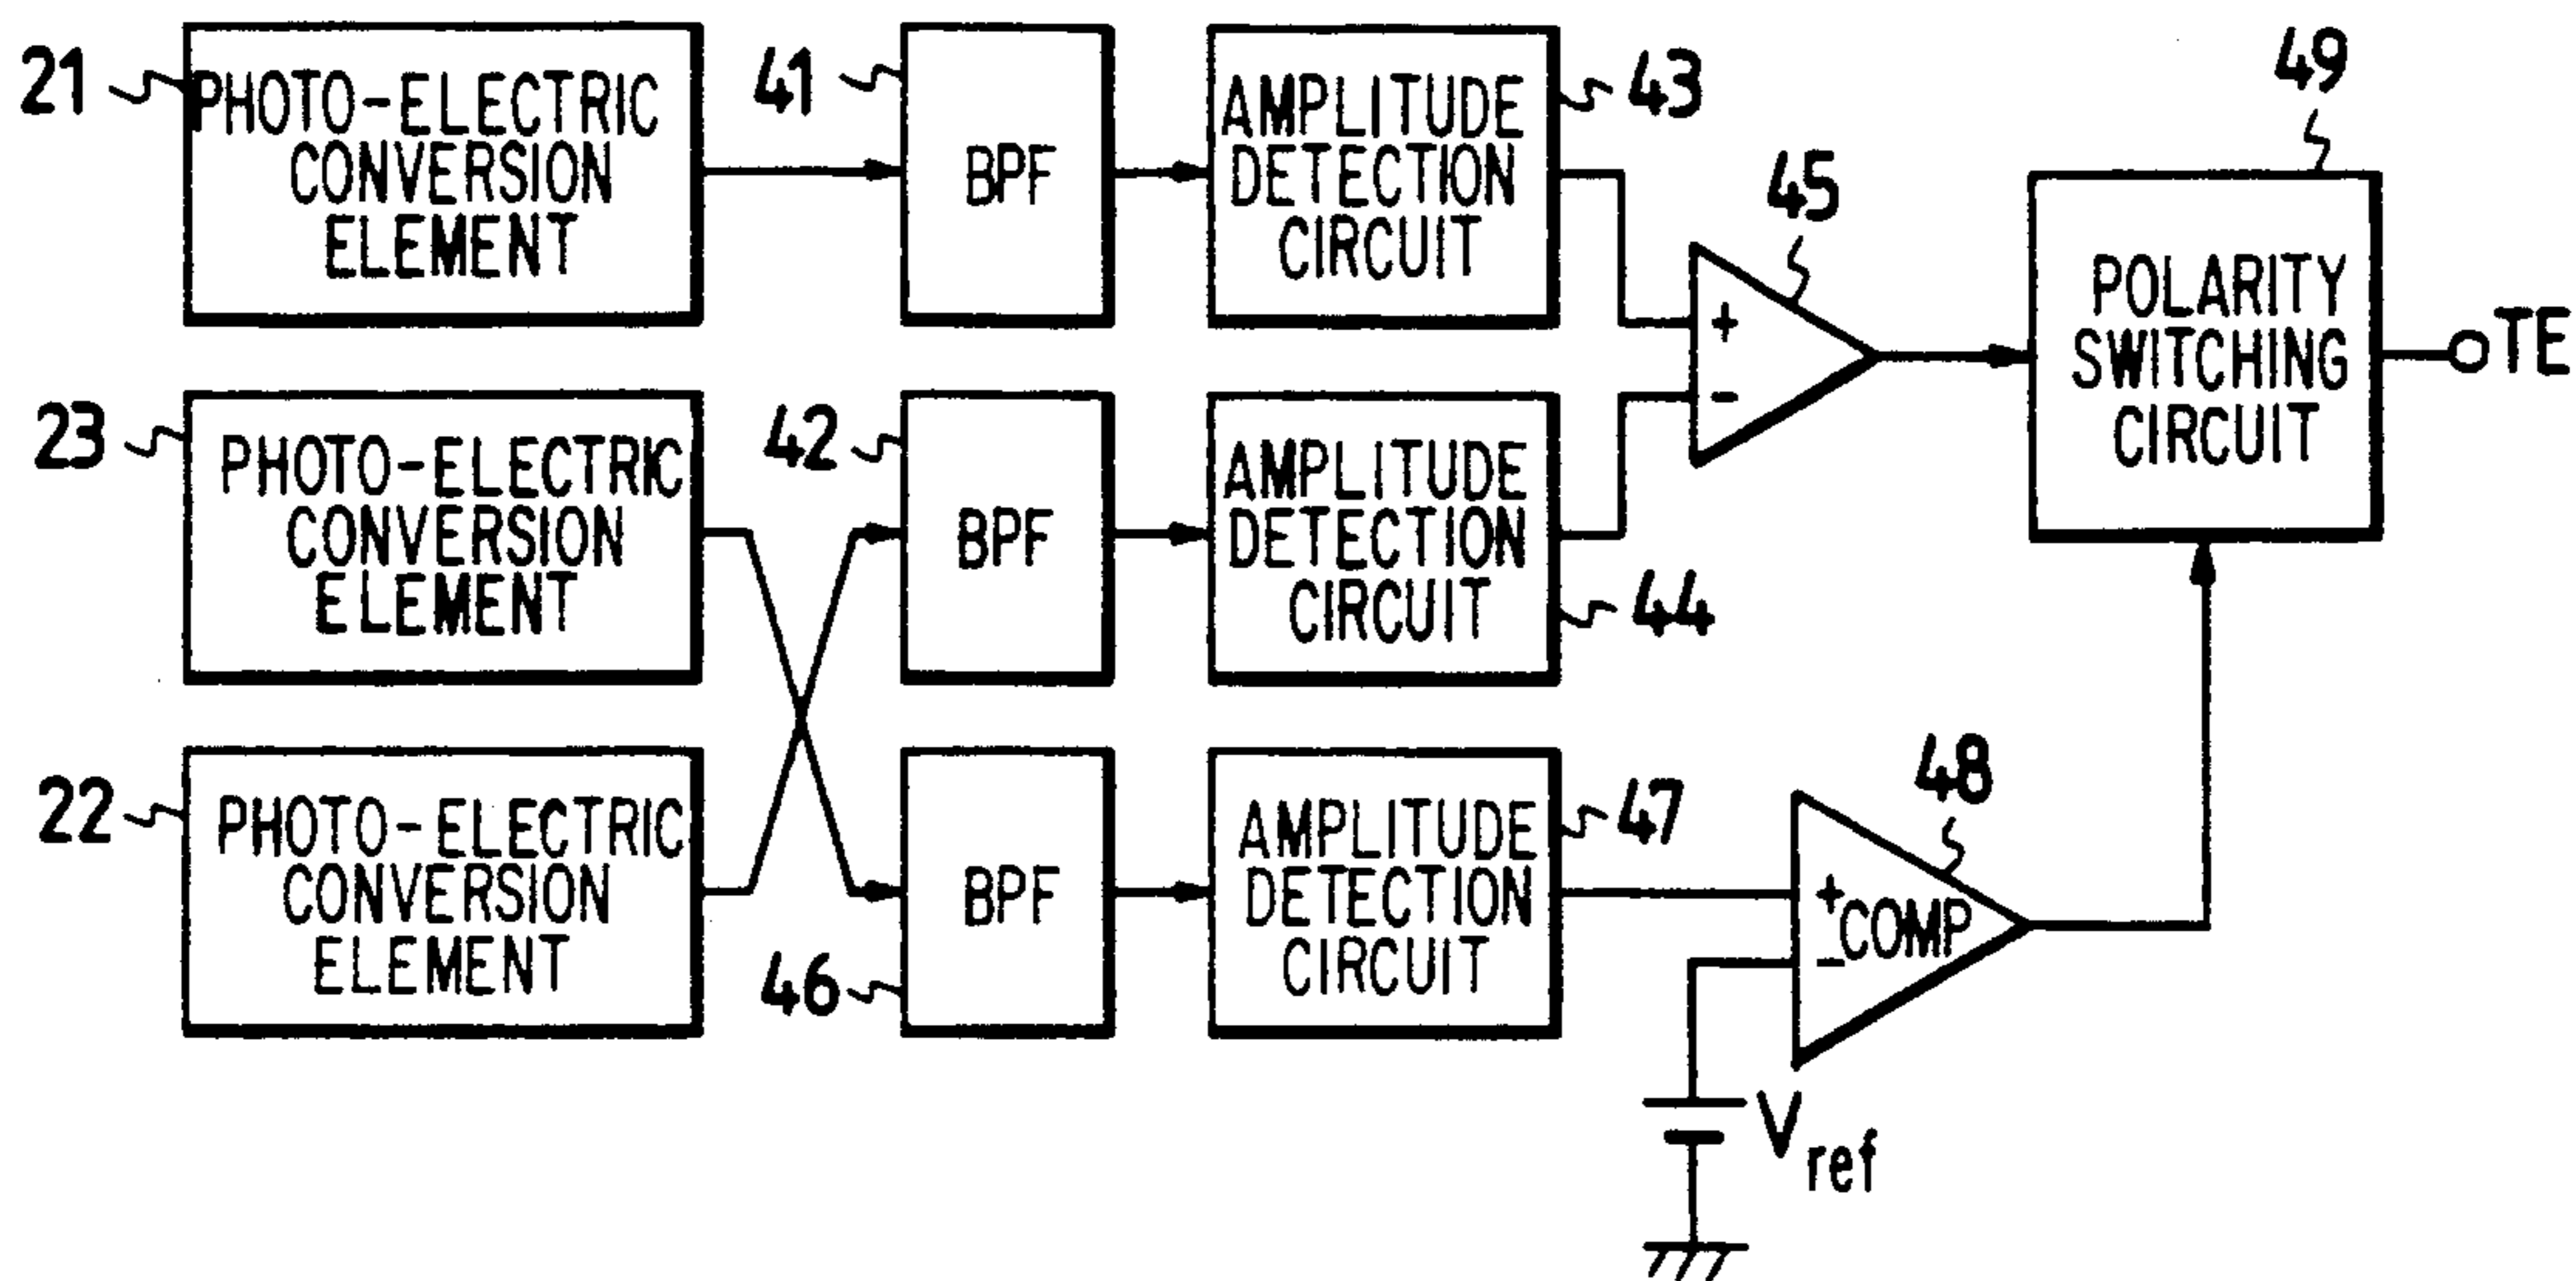 21
PHOTO-ELECTRIC
CONVERSION
ELEMENT
41
BPF
AMPLITUDE
DETECTION
CIRCUIT
43
45
+
-
49
POLARITY
SWITCHING
CIRCUIT
TE
23
PHOTO-ELECTRIC
CONVERSION
ELEMENT
42
BPF
AMPLITUDE
DETECTION
CIRCUIT
44
22
PHOTO-ELECTRIC
CONVERSION
ELEMENT
46
BPF
AMPLITUDE
DETECTION
CIRCUIT
47
48
+
COMP
-
Vref